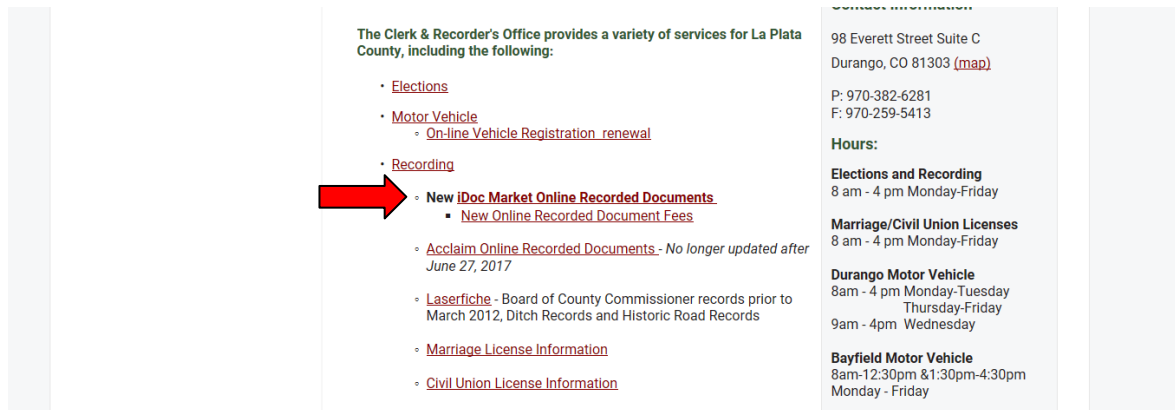 The Clerk & Recorder's Office provides a variety of services for La Plata
County, including the following:
• Elections
• Motor Vehicle
◦ On-line Vehicle Registration renewal
• Recording
◦ New iDoc Market Online Recorded Documents
▪ New Online Recorded Document Fees
◦ Acclaim Online Recorded Documents - No longer updated after
June 27, 2017
◦ Laserfiche - Board of County Commissioner records prior to
March 2012, Ditch Records and Historic Road Records
◦ Marriage License Information
◦ Civil Union License Information
Contact Information
98 Everett Street Suite C
Durango, CO 81303 (map)
P: 970-382-6281
F: 970-259-5413
Hours:
Elections and Recording
8 am - 4 pm Monday-Friday
Marriage/Civil Union Licenses
8 am - 4 pm Monday-Friday
Durango Motor Vehicle
8am - 4 pm Monday-Tuesday
Thursday-Friday
9am - 4pm Wednesday
Bayfield Motor Vehicle
8am-12:30pm &1:30pm-4:30pm
Monday - Friday